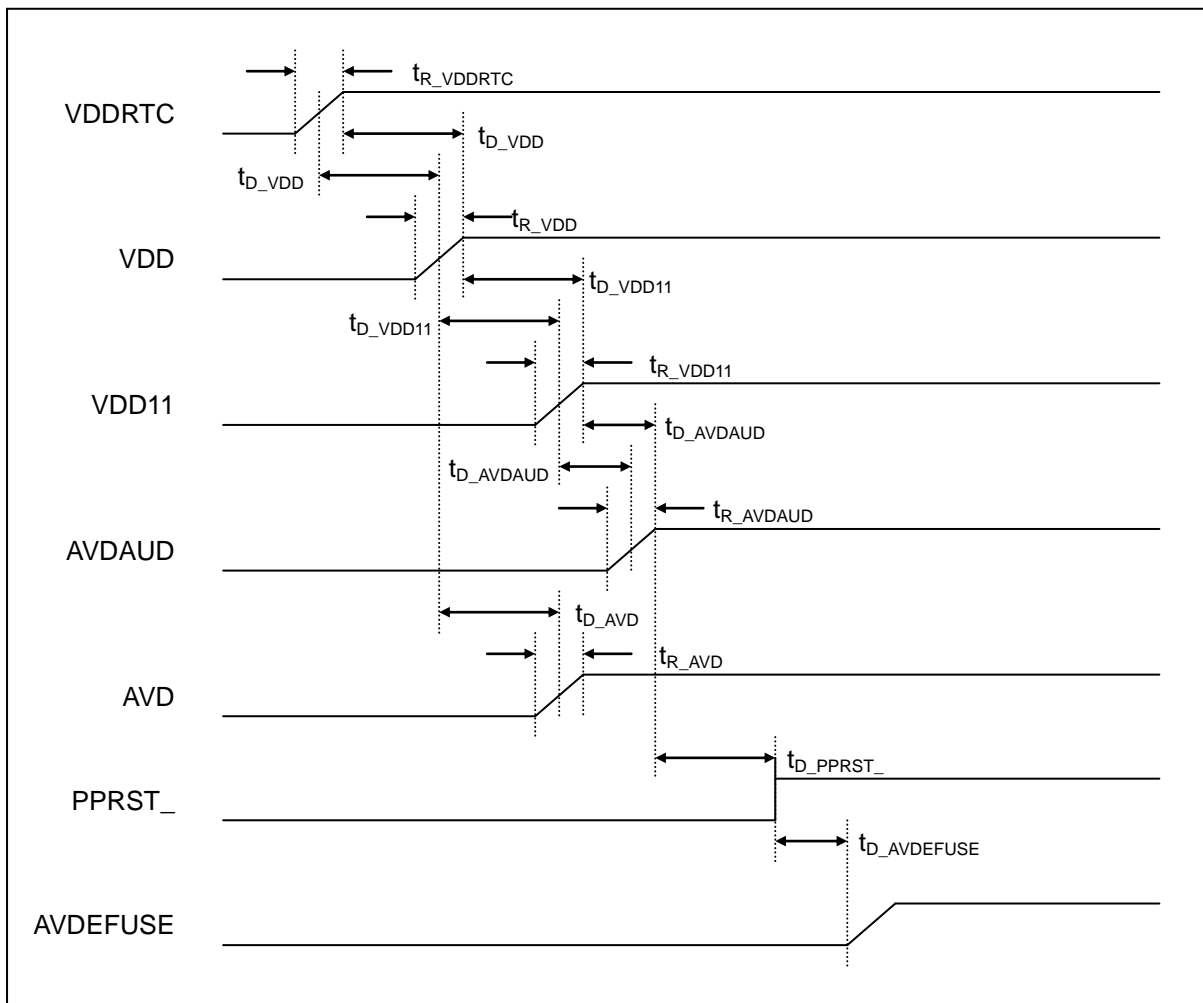 tR_VDDRTC
VDDRTC
tD_VDD
tD_VDD
tR_VDD
VDD
tD_VDD11
tD_VDD11
tR_VDD11
VDD11
tD_AVDAUD
tD_AVDAUD
tR_AVDAUD
AVDAUD
tD_AVD
tR_AVD
AVD
tD_PPRST_
PPRST_
tD_AVDEFUSE
AVDEFUSE